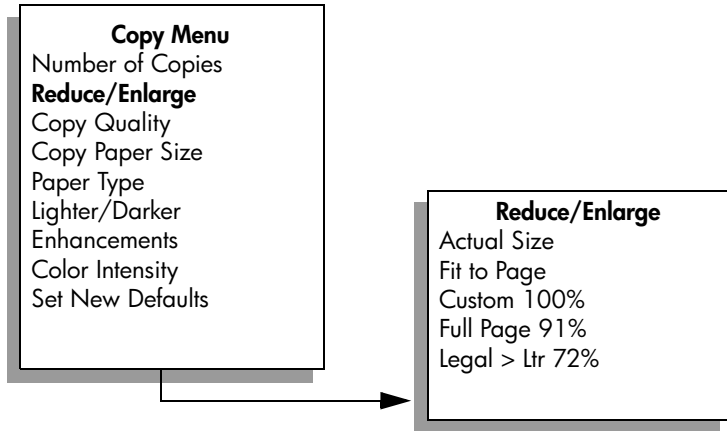 Copy Menu
Number of Copies
Reduce/Enlarge
Copy Quality
Copy Paper Size
Paper Type
Lighter/Darker
Enhancements
Color Intensity
Set New Defaults
Reduce/Enlarge
Actual Size
Fit to Page
Custom 100%
Full Page 91%
Legal > Ltr 72%